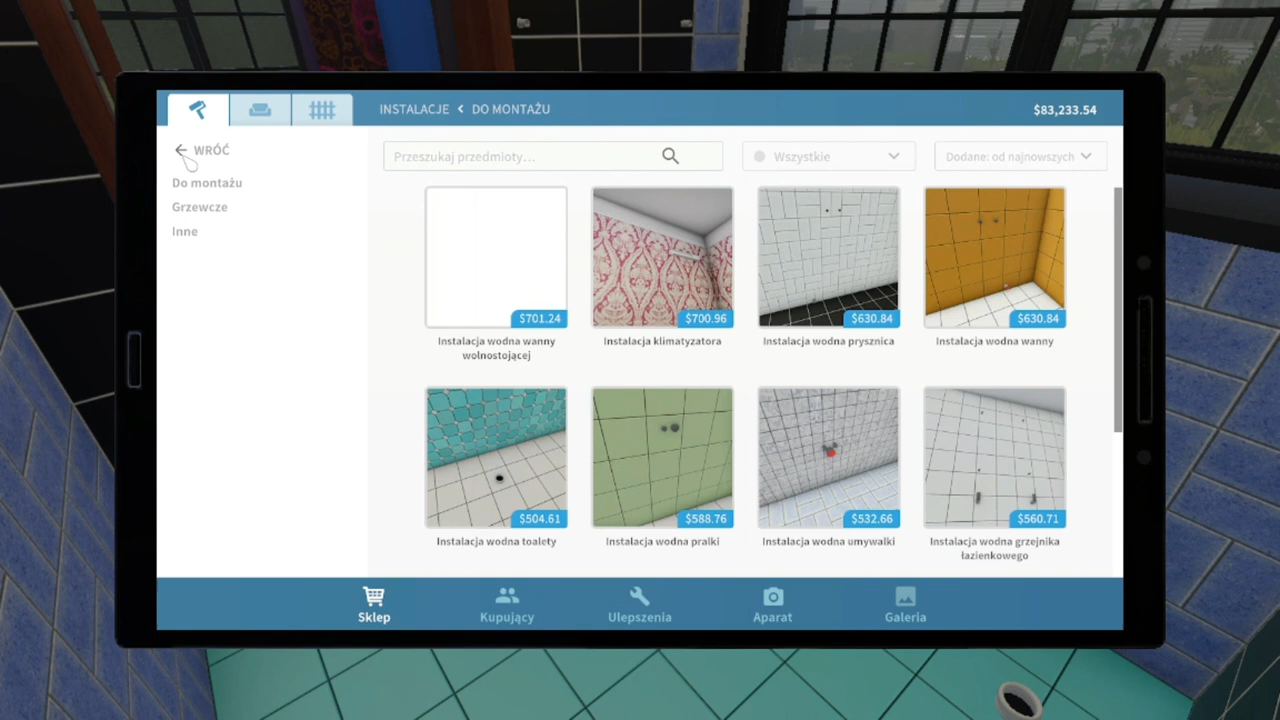 INSTALACJE < DO MONTAŻU
$83,233.54
WRÓĆ
Do montażu
Grzewcze
Inne
Przeszukaj przedmioty...
Wszystkie
Dodane: od najnowszych
$701.24
$700.96
$630.84
$630.84
Instalacja wodna wanny
wolnostojącej
Instalacja klimatyzatora
Instalacja wodna prysznica
Instalacja wodna wanny
$504.61
$588.76
$532.66
$560.71
Instalacja wodna toalety
Instalacja wodna pralki
Instalacja wodna umywalki
Instalacja wodna grzejnika
łazienkowego
Sklep
Kupujący
Ulepszenia
Aparat
Galeria